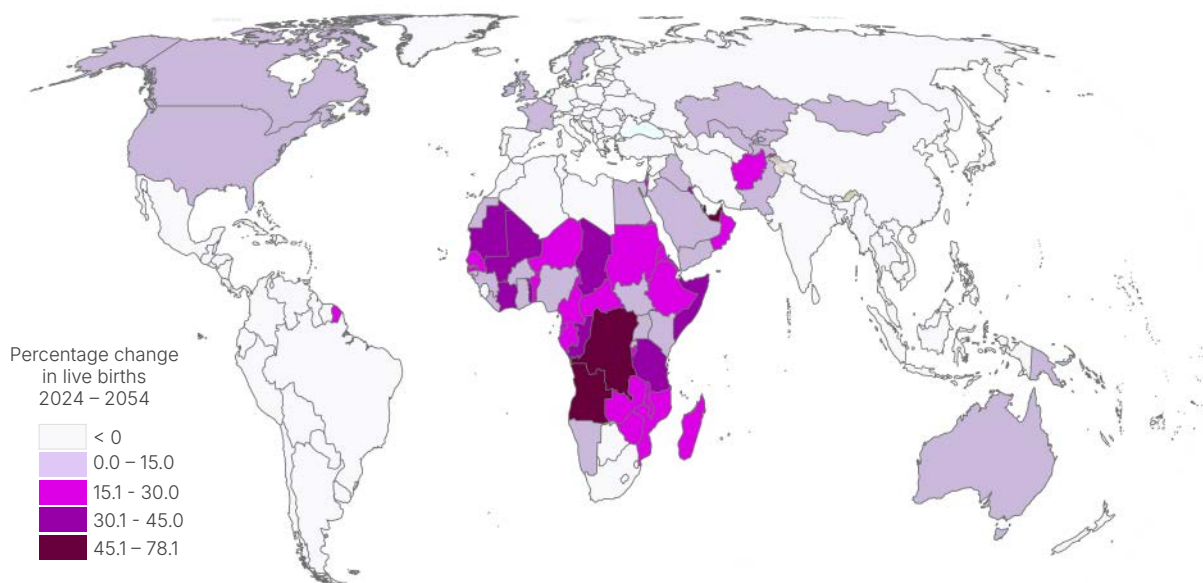 Percentage change
in live births
2024 – 2054
< 0
0.0 – 15.0
15.1 - 30.0
30.1 - 45.0
45.1 – 78.1